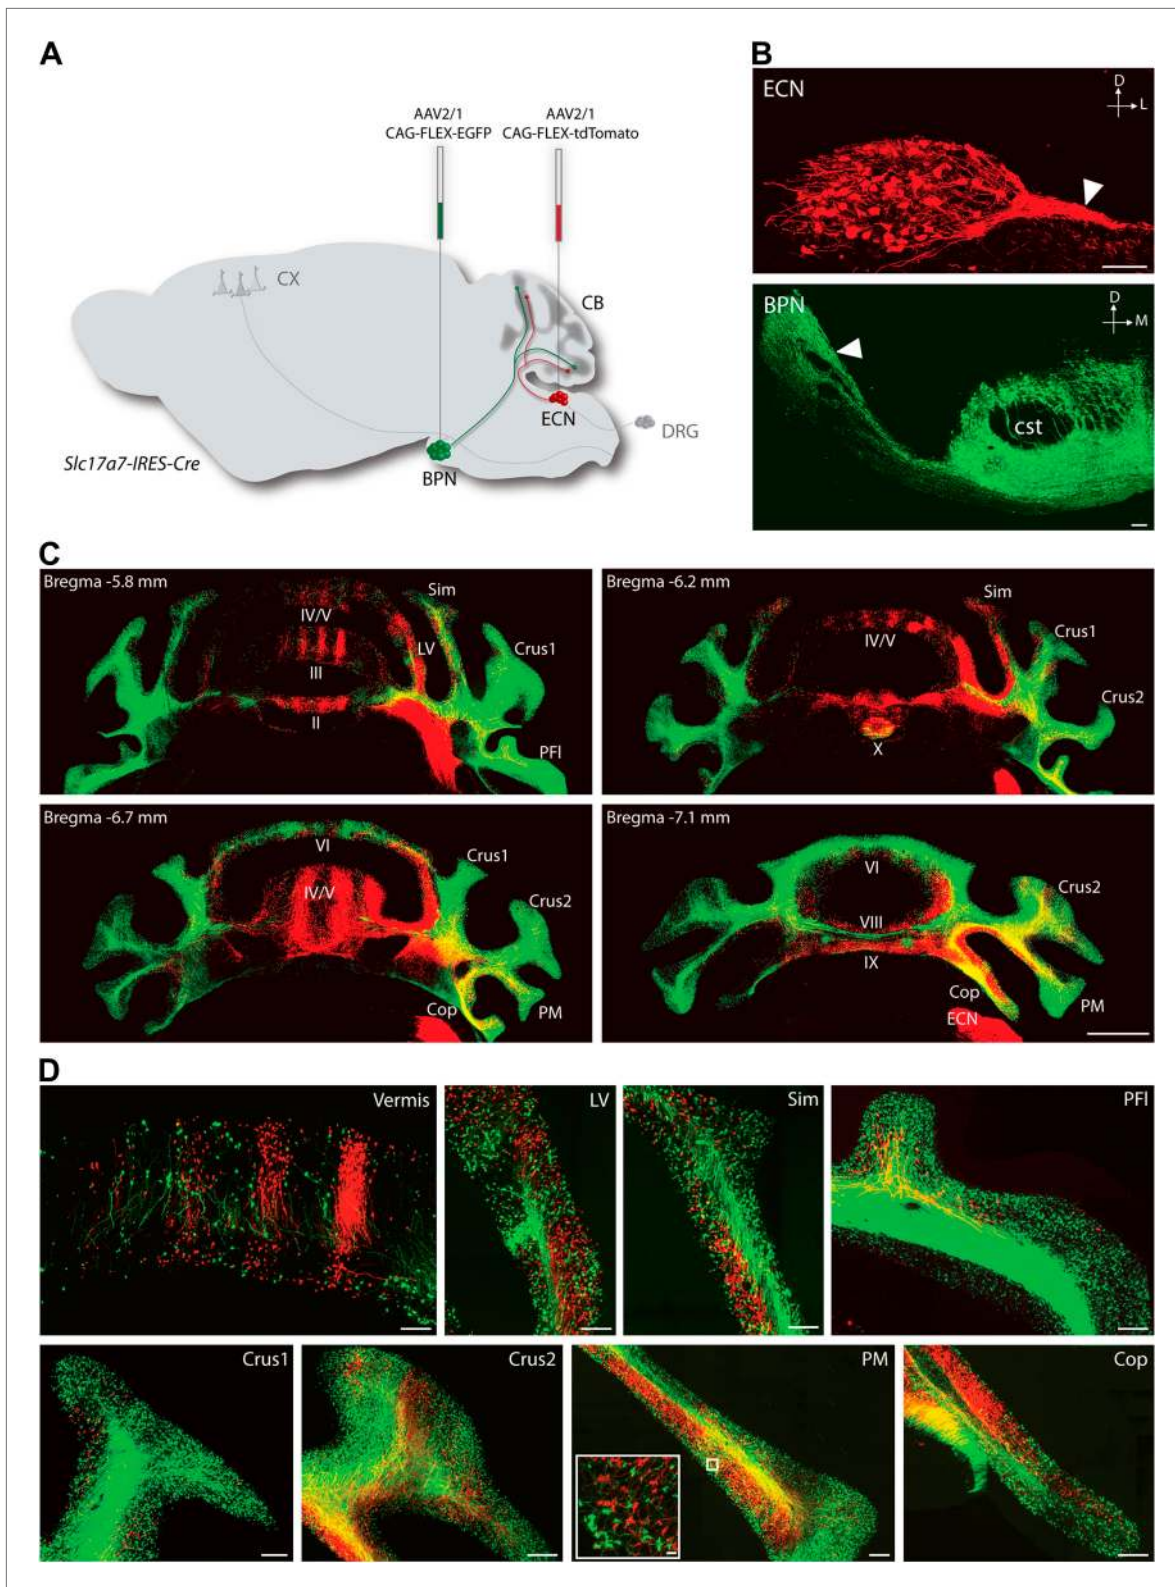 A
AAV2/1
CAG-FLEX-EGFP
AAV2/1
CAG-FLEX-tdTomato
CX
CB
ECN
DRG
BPN
Slc17a7-IRES-Cre
B
ECN
D
L
BPN
D
M
cst
C
Bregma -5.8 mm
Sim
IV/V
LV
Crus1
III
II
PFl
Bregma -6.2 mm
Sim
IV/V
Crus1
Crus2
X
Bregma -6.7 mm
VI
Crus1
IV/V
Crus2
Cop
PM
Bregma -7.1 mm
VI
Crus2
VIII
IX
Cop
PM
ECN
D
Vermis
LV
Sim
PFl
Crus1
Crus2
PM
Cop